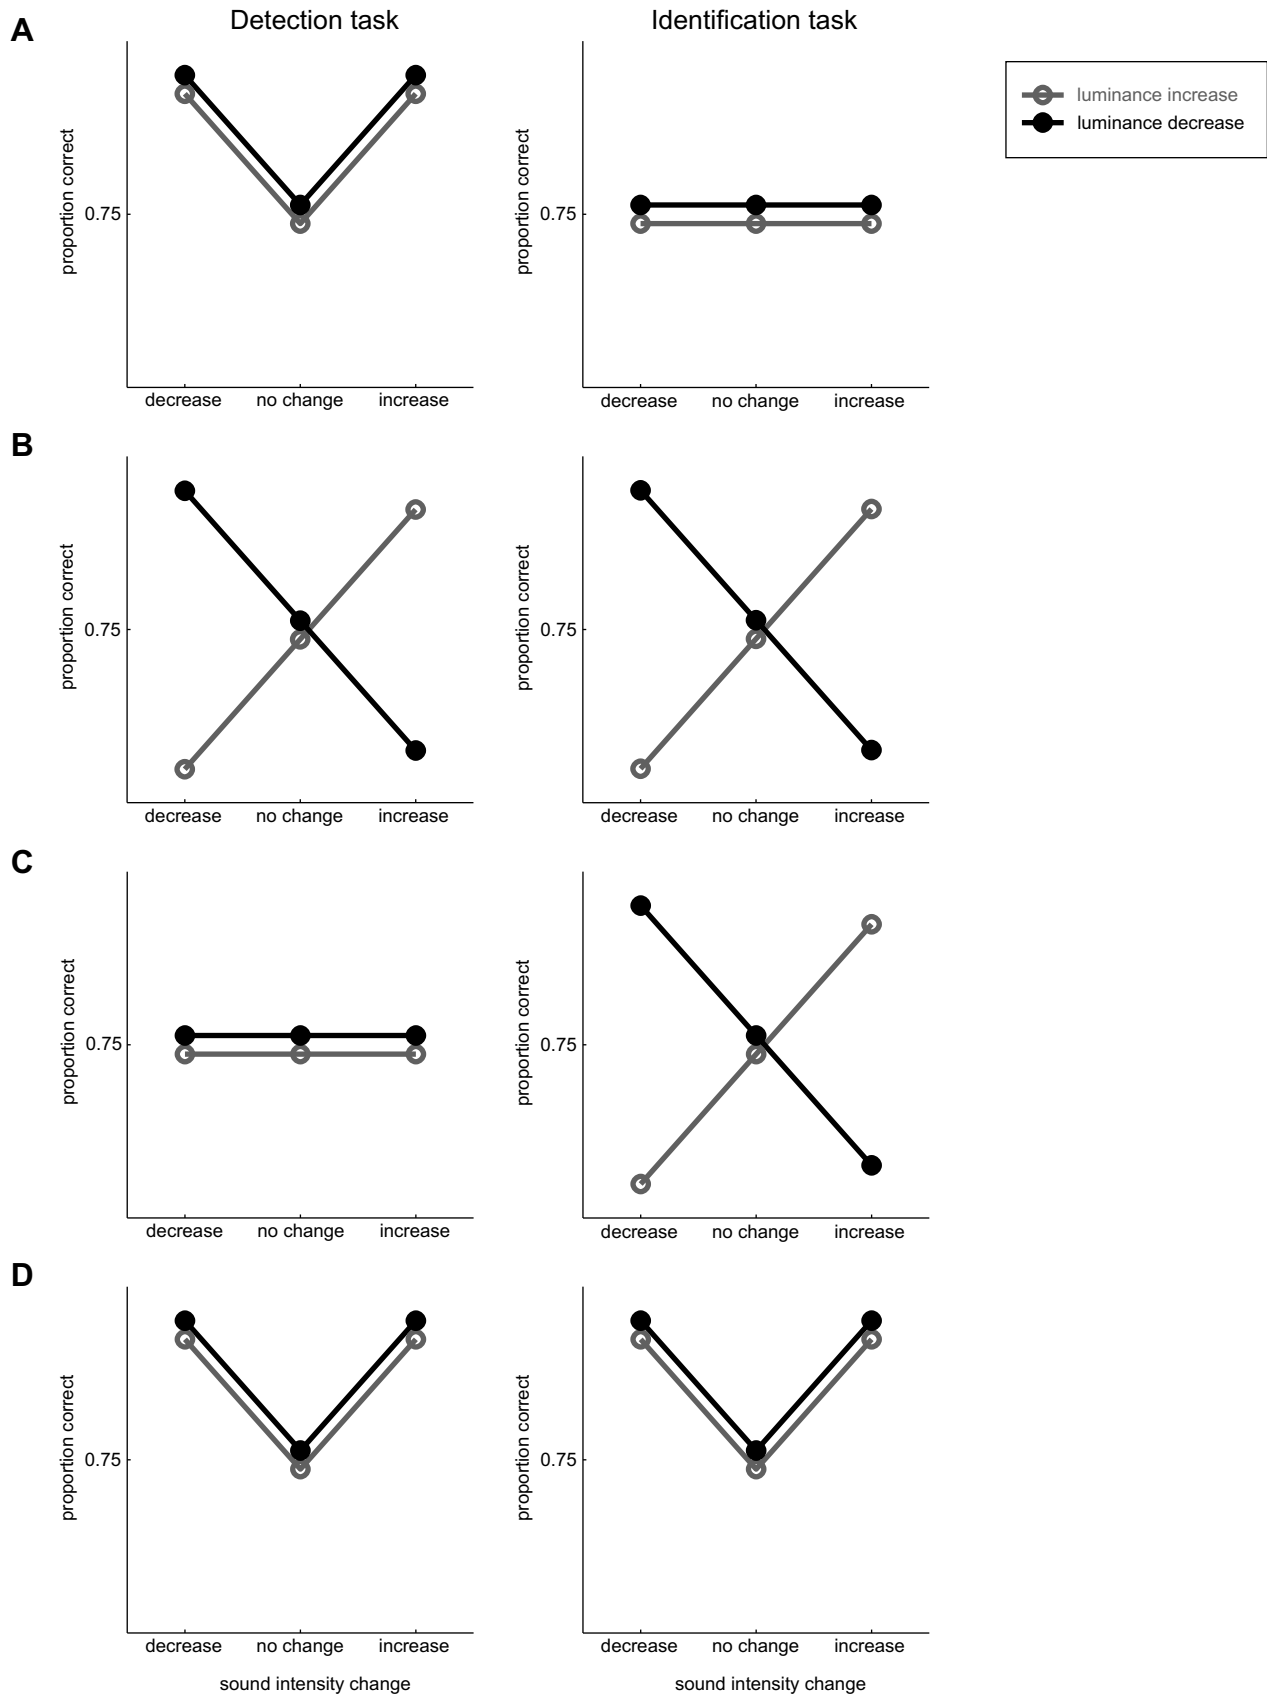 Detection task
Identification task
A
luminance increase
luminance decrease
proportion correct
0.75
decrease no change increase
proportion correct
0.75
decrease no change increase
B
proportion correct
0.75
decrease no change increase
proportion correct
0.75
decrease no change increase
C
proportion correct
0.75
decrease no change increase
proportion correct
0.75
decrease no change increase
D
proportion correct
0.75
decrease no change increase
sound intensity change
proportion correct
0.75
decrease no change increase
sound intensity change